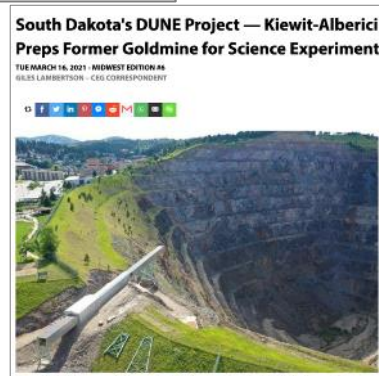 South Dakota's DUNE Project — Kiewit-Alberici
Preps Former Goldmine for Science Experiment
TUE MARCH 16, 2021 - MIDWEST EDITION #6
GILES LAMBERTSON - CEG CORRESPONDENT